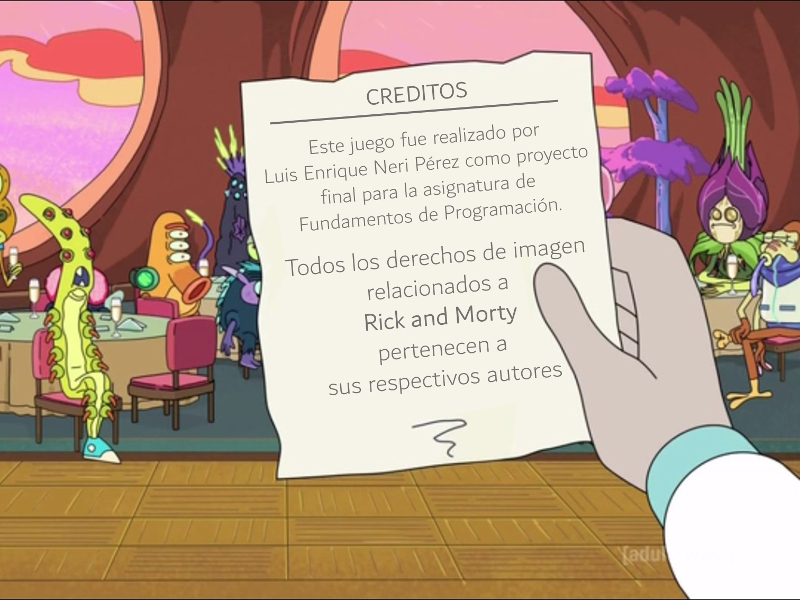 CREDITOS
Este juego fue realizado por
Luis Enrique Neri Pérez como proyecto
final para la asignatura de
Fundamentos de Programación.
Todos los derechos de imagen
relacionados a
Rick and Morty
pertenecen a
sus respectivos autores